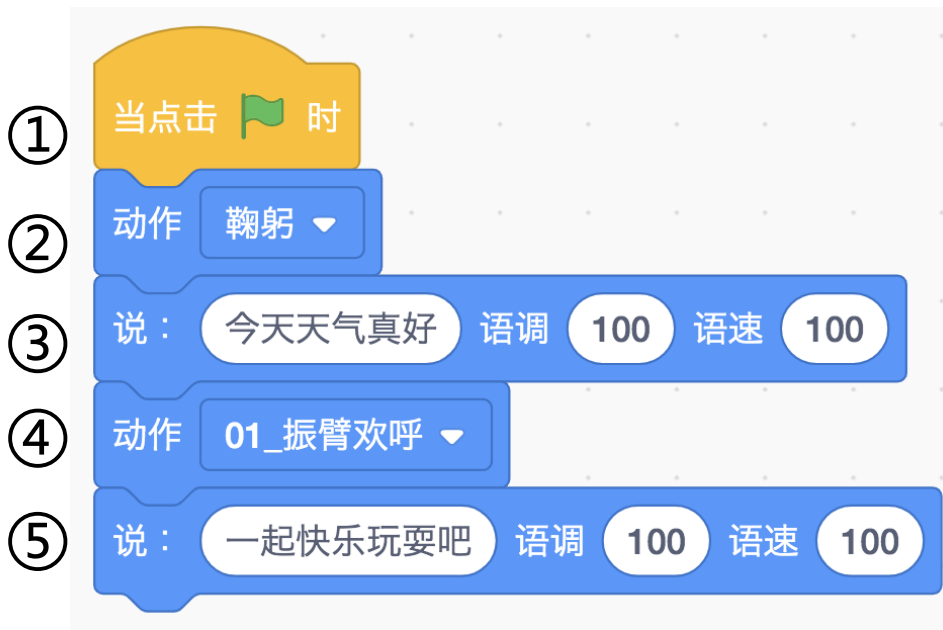 ① 当点击 时
② 动作 鞠躬
③ 说： 今天天气真好 语调 100 语速 100
④ 动作 01_振臂欢呼
⑤ 说： 一起快乐玩耍吧 语调 100 语速 100